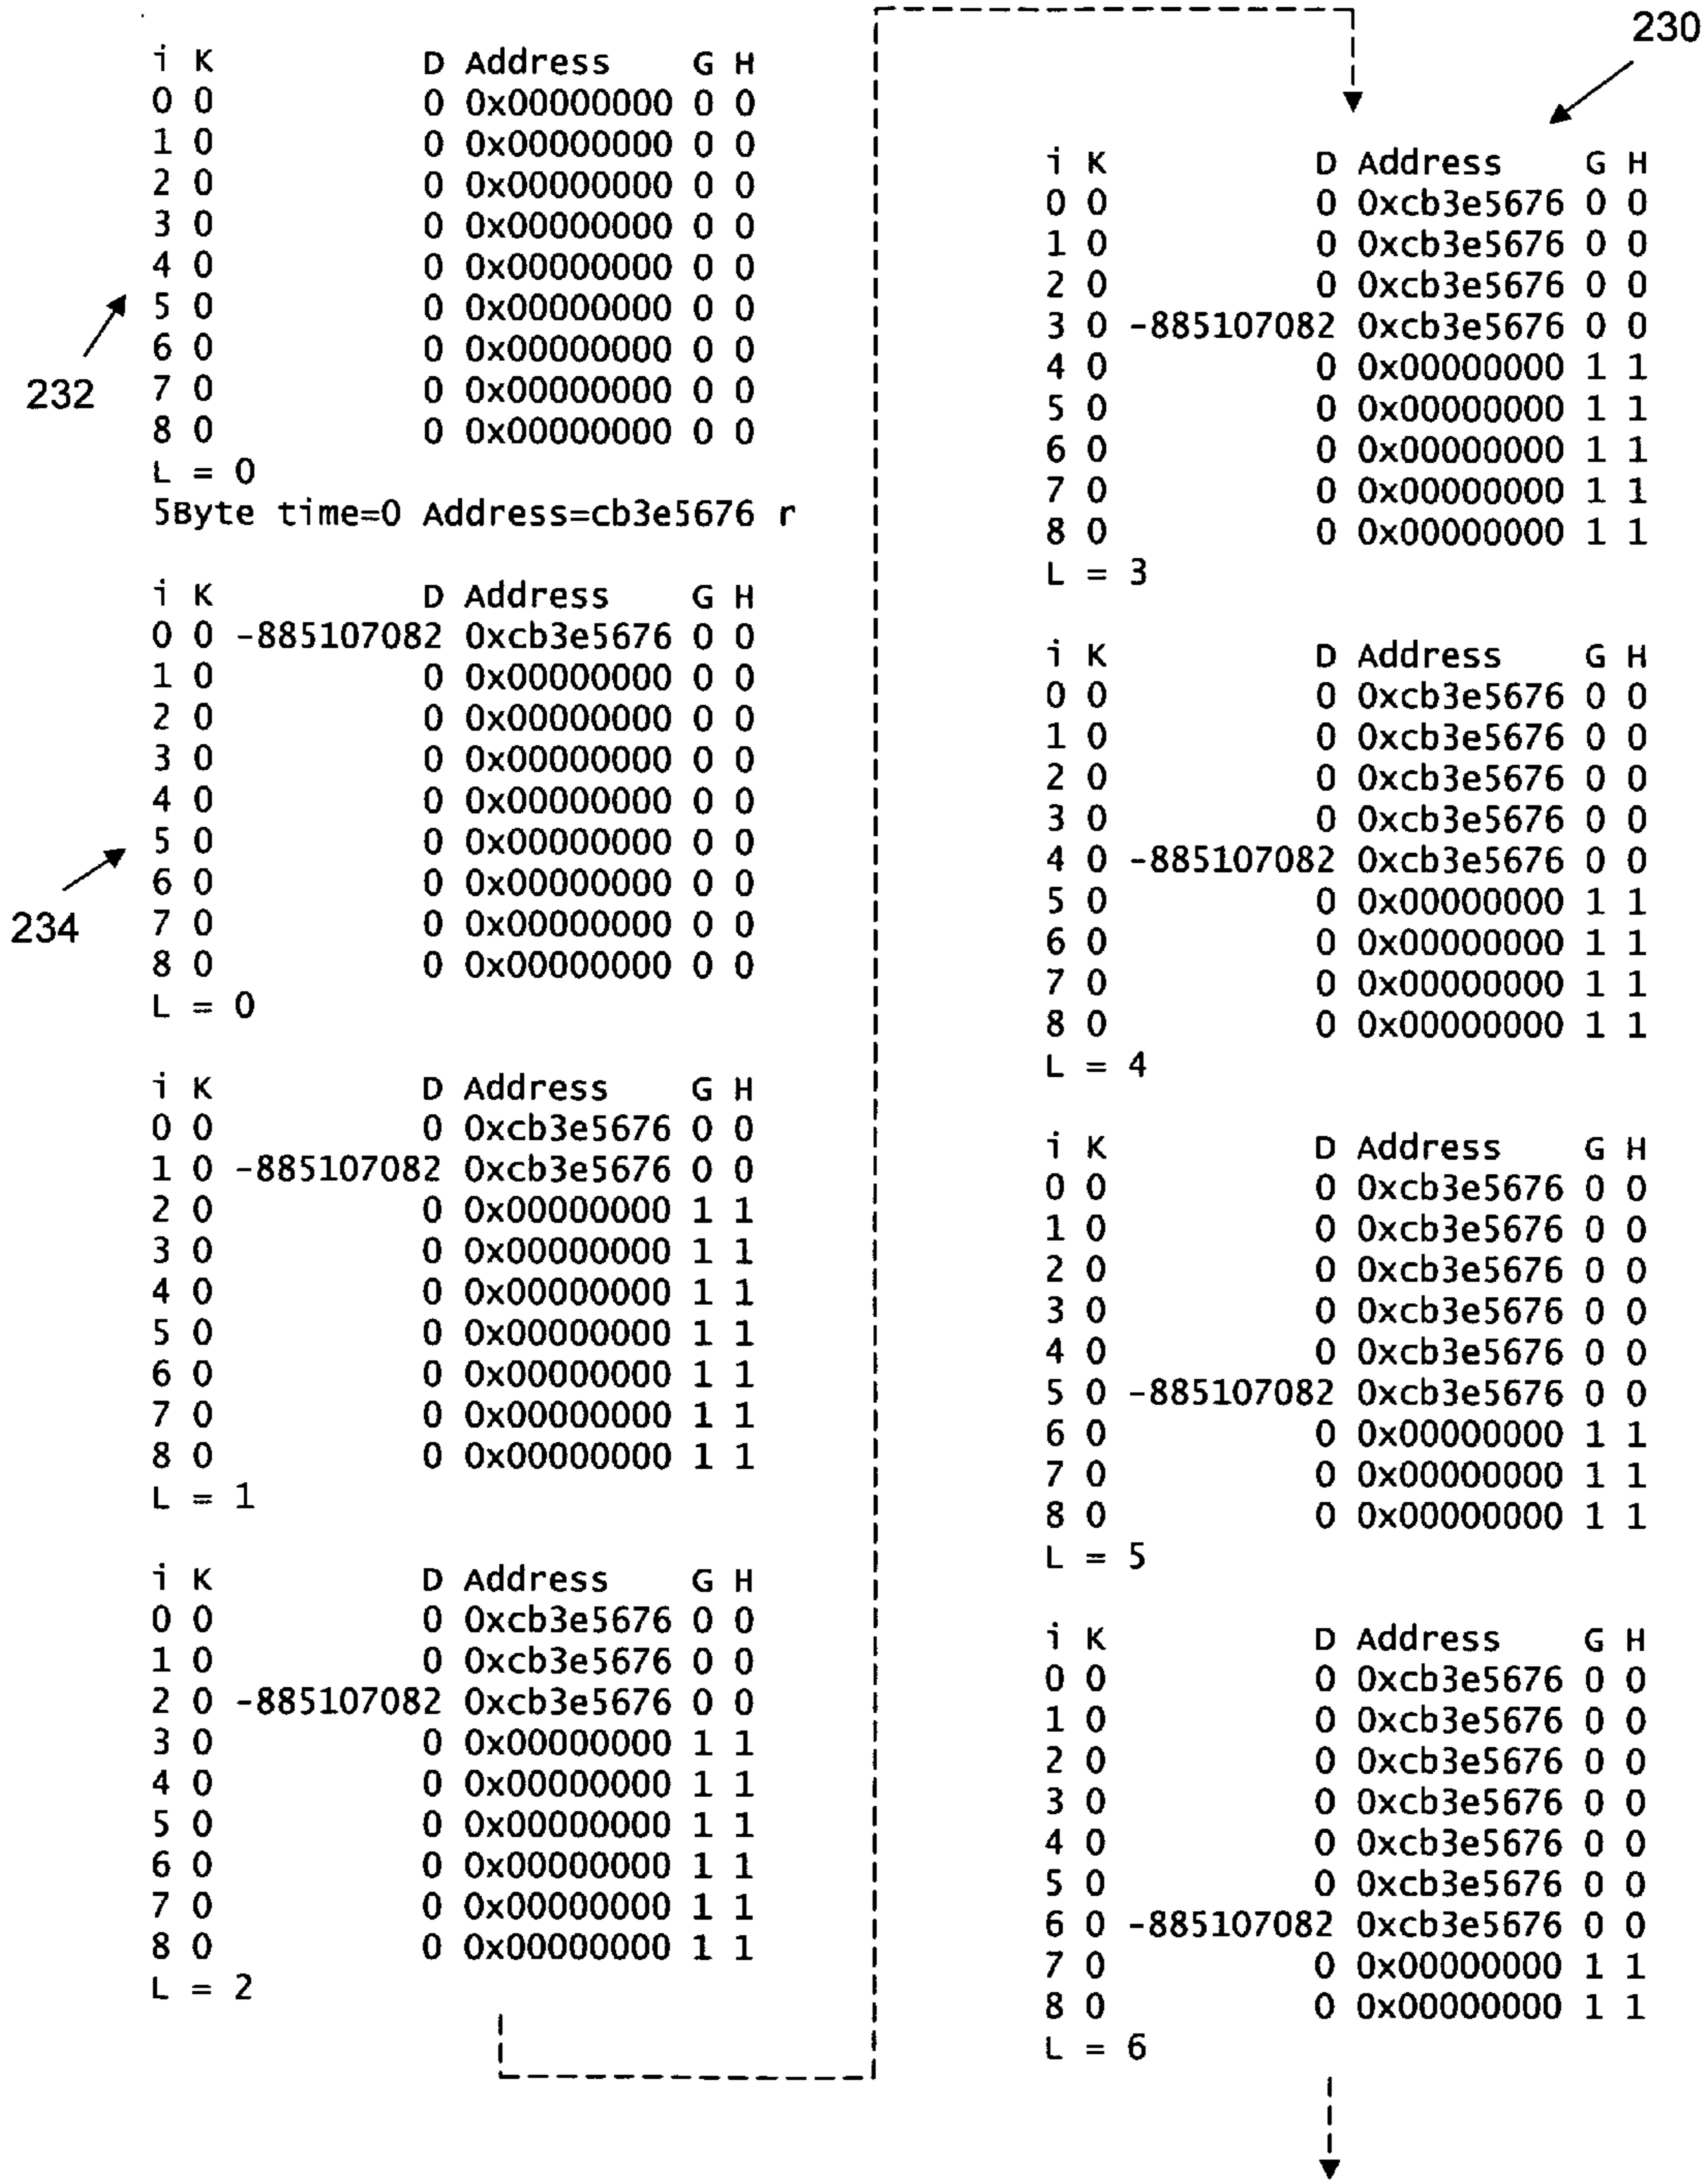 i K D Address G H
0 0 0 0x00000000 0 0
1 0 0 0x00000000 0 0
2 0 0 0x00000000 0 0
3 0 0 0x00000000 0 0
4 0 0 0x00000000 0 0
5 0 0 0x00000000 0 0
6 0 0 0x00000000 0 0
7 0 0 0x00000000 0 0
8 0 0 0x00000000 0 0
L = 0
5Byte time=0 Address=cb3e5676 r
232
i K D Address G H
0 0 -885107082 0xcb3e5676 0 0
1 0 0 0x00000000 0 0
2 0 0 0x00000000 0 0
3 0 0 0x00000000 0 0
4 0 0 0x00000000 0 0
5 0 0 0x00000000 0 0
6 0 0 0x00000000 0 0
7 0 0 0x00000000 0 0
8 0 0 0x00000000 0 0
L = 0
234
i K D Address G H
0 0 0 0xcb3e5676 0 0
1 0 -885107082 0xcb3e5676 0 0
2 0 0 0x00000000 1 1
3 0 0 0x00000000 1 1
4 0 0 0x00000000 1 1
5 0 0 0x00000000 1 1
6 0 0 0x00000000 1 1
7 0 0 0x00000000 1 1
8 0 0 0x00000000 1 1
L = 1
i K D Address G H
0 0 0 0xcb3e5676 0 0
1 0 0 0xcb3e5676 0 0
2 0 -885107082 0xcb3e5676 0 0
3 0 0 0x00000000 1 1
4 0 0 0x00000000 1 1
5 0 0 0x00000000 1 1
6 0 0 0x00000000 1 1
7 0 0 0x00000000 1 1
8 0 0 0x00000000 1 1
L = 2
230
i K D Address G H
0 0 0 0xcb3e5676 0 0
1 0 0 0xcb3e5676 0 0
2 0 0 0xcb3e5676 0 0
3 0 -885107082 0xcb3e5676 0 0
4 0 0 0x00000000 1 1
5 0 0 0x00000000 1 1
6 0 0 0x00000000 1 1
7 0 0 0x00000000 1 1
8 0 0 0x00000000 1 1
L = 3
i K D Address G H
0 0 0 0xcb3e5676 0 0
1 0 0 0xcb3e5676 0 0
2 0 0 0xcb3e5676 0 0
3 0 0 0xcb3e5676 0 0
4 0 -885107082 0xcb3e5676 0 0
5 0 0 0x00000000 1 1
6 0 0 0x00000000 1 1
7 0 0 0x00000000 1 1
8 0 0 0x00000000 1 1
L = 4
i K D Address G H
0 0 0 0xcb3e5676 0 0
1 0 0 0xcb3e5676 0 0
2 0 0 0xcb3e5676 0 0
3 0 0 0xcb3e5676 0 0
4 0 0 0xcb3e5676 0 0
5 0 -885107082 0xcb3e5676 0 0
6 0 0 0x00000000 1 1
7 0 0 0x00000000 1 1
8 0 0 0x00000000 1 1
L = 5
i K D Address G H
0 0 0 0xcb3e5676 0 0
1 0 0 0xcb3e5676 0 0
2 0 0 0xcb3e5676 0 0
3 0 0 0xcb3e5676 0 0
4 0 0 0xcb3e5676 0 0
5 0 0 0xcb3e5676 0 0
6 0 -885107082 0xcb3e5676 0 0
7 0 0 0x00000000 1 1
8 0 0 0x00000000 1 1
L = 6